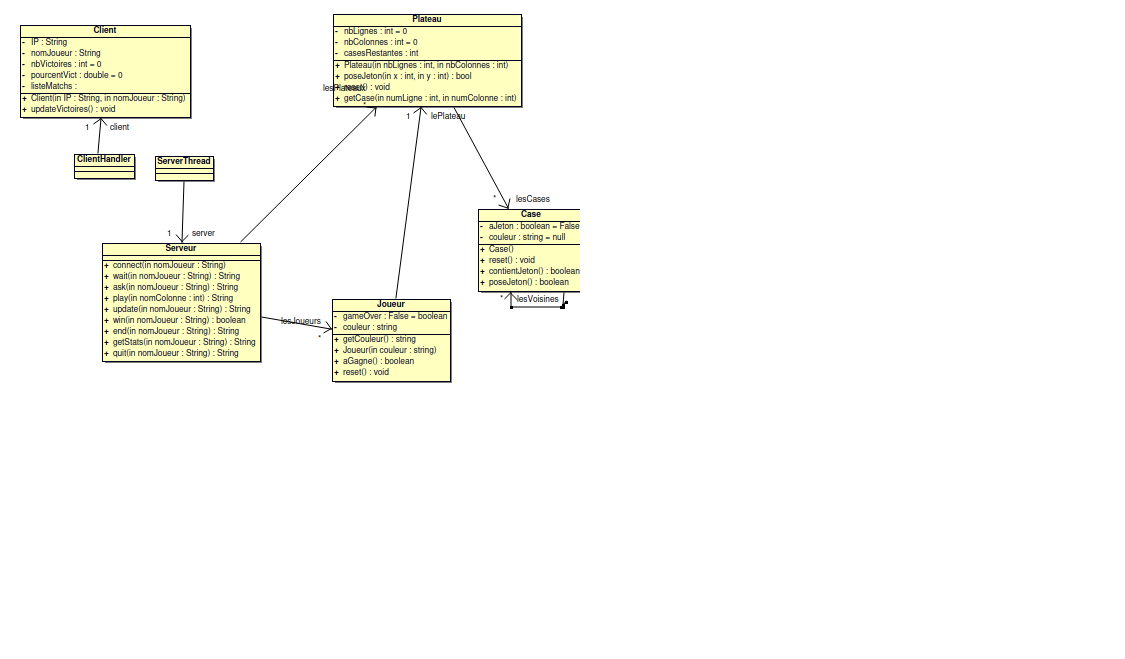 Client
- IP : String
- nomJoueur : String
- nbVictoires : int = 0
- pourcentVict : double = 0
- listeMatchs :
+ Client(in IP : String, in nomJoueur : String)
+ updateVictoires() : void
1 client
ClientHandler
ServerThread
1 server
Plateau
- nbLignes : int = 0
- nbColonnes : int = 0
- casesRestantes : int
+ Plateau(in nbLignes : int, in nbColonnes : int)
+ poseJeton(in x : int, in y : int) : bool
+ reset() : void
lesPlateaux
+ getCase(in numLigne : int, in numColonne : int)
*
1 lePlateau
* lesCases
Case
- aJeton : boolean = False
- couleur : string = null
+ Case()
+ reset() : void
+ contientJeton() : boolean
+ poseJeton() : boolean
* lesVoisines
Serveur
+ connect(in nomJoueur : String)
+ wait(in nomJoueur : String) : String
+ ask(in nomJoueur : String) : String
+ play(in nomColonne : int) : String
+ update(in nomJoueur : String) : String
+ win(in nomJoueur : String) : boolean
+ end(in nomJoueur : String) : String
+ getStats(in nomJoueur : String) : String
+ quit(in nomJoueur : String) : String
lesJoueurs
*
Joueur
- gameOver : False = boolean
- couleur : string
+ getCouleur() : string
+ Joueur(in couleur : string)
+ aGagne() : boolean
+ reset() : void